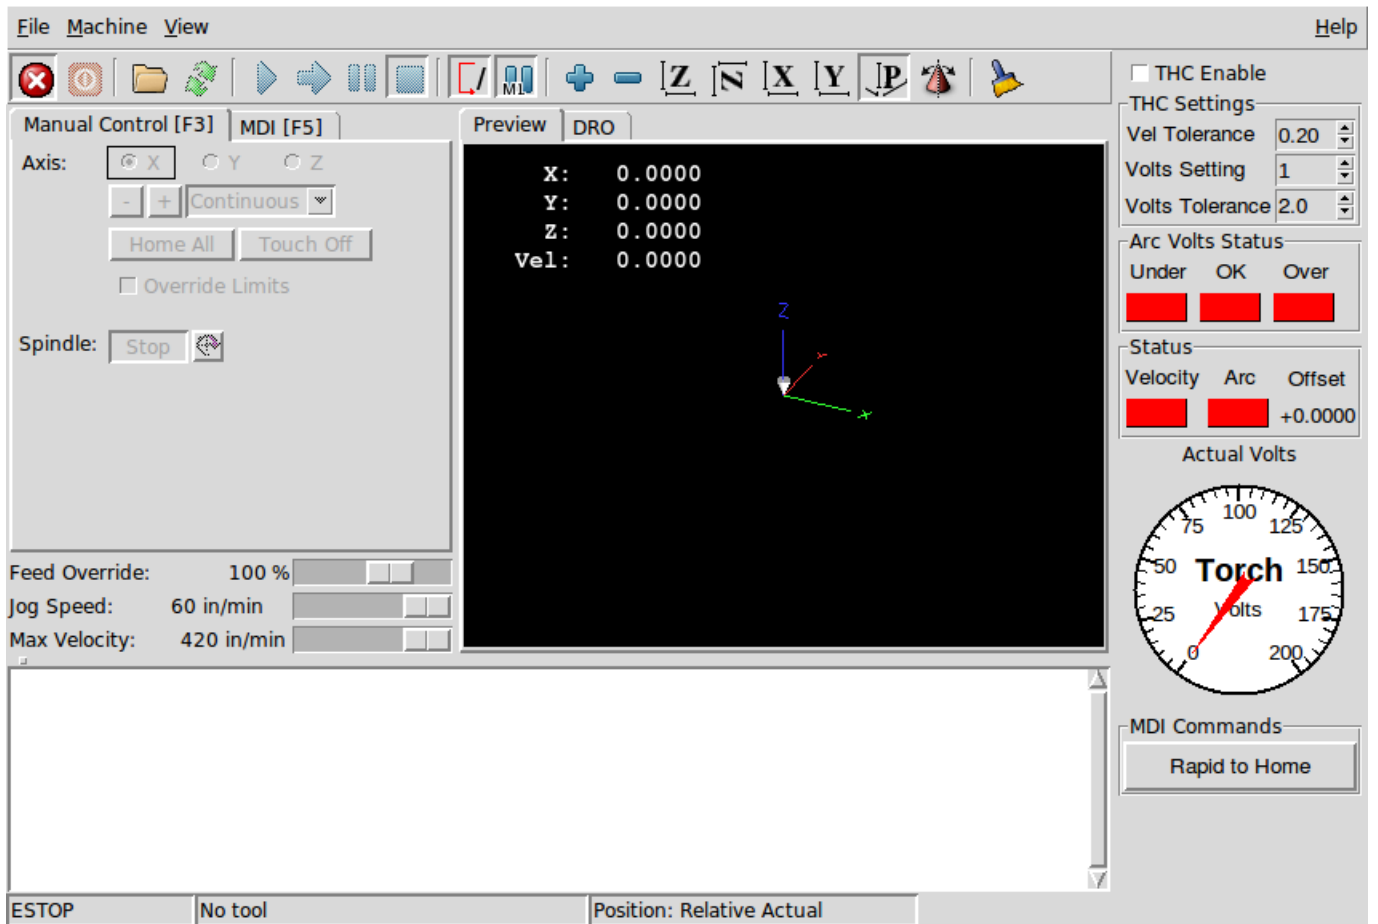 File Machine View Help
Z N X Y P
M1
THC Enable
THC Settings
Vel Tolerance 0.20
Volts Setting 1
Volts Tolerance 2.0
Arc Volts Status
Under OK Over
Status
Velocity Arc Offset
+0.0000
Actual Volts
Manual Control [F3] MDI [F5]
Axis: X Y Z
- + Continuous
Home All Touch Off
Override Limits
Spindle: Stop
Feed Override: 100 %
Jog Speed: 60 in/min
Max Velocity: 420 in/min
Preview DRO
X: 0.0000
Y: 0.0000
Z: 0.0000
Vel: 0.0000
Z
Y
X
0 25 50 75 100 125 150 175 200
Torch
Volts
MDI Commands
Rapid to Home
ESTOP No tool Position: Relative Actual